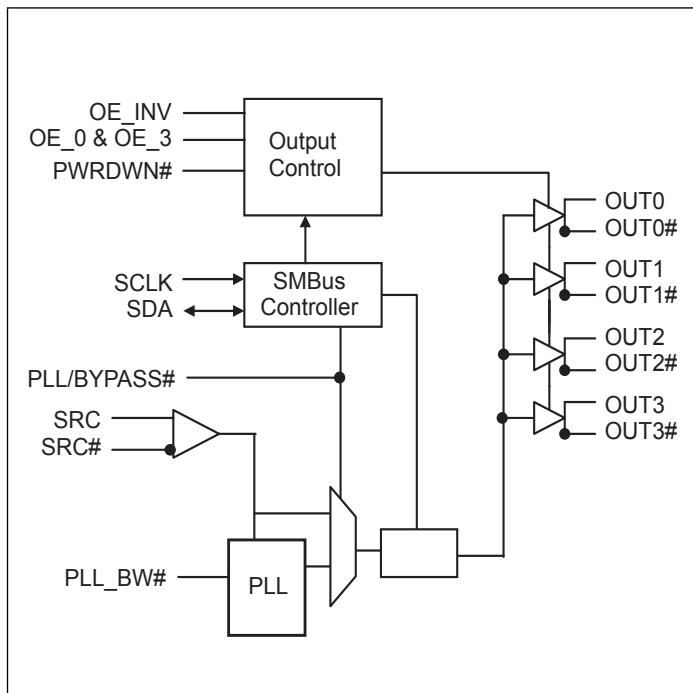 OE_INV
OE_0 & OE_3
PWRDWN#
Output
Control
OUT0
OUT0#
SCLK
SDA
SMBus
Controller
OUT1
OUT1#
OUT2
OUT2#
PLL/BYPASS#
OUT3
OUT3#
SRC
SRC#
PLL_BW#
PLL